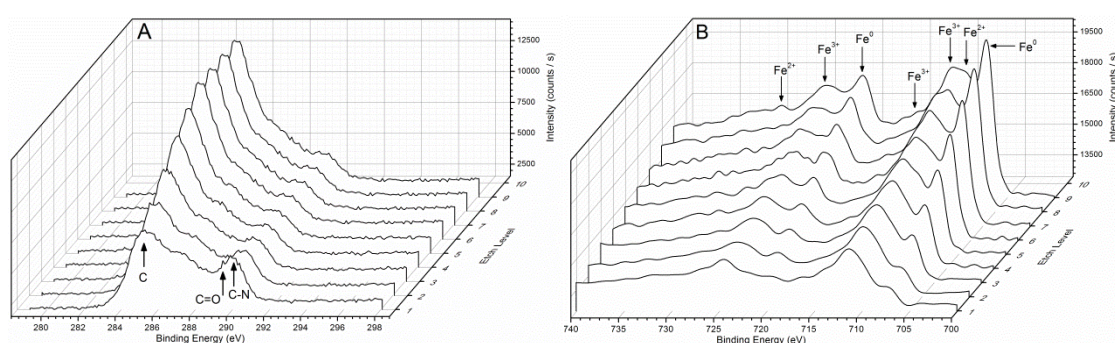 A
12500
10000
7500
5000
2500
Intensity (counts / s)
10
9
8
7
6
5
4
3
2
1
Etch Level
C
C=O
C-N
280 282 284 286 288 290 292 294 296 298
Binding Energy (eV)
B
Fe2+
Fe3+
Fe0
Fe3+
Fe3+
Fe2+
Fe0
19500
18000
16500
15000
13500
Intensity (counts / s)
10
9
8
7
6
5
4
3
2
1
Etch Level
740 735 730 725 720 715 710 705 700
Binding Energy (eV)